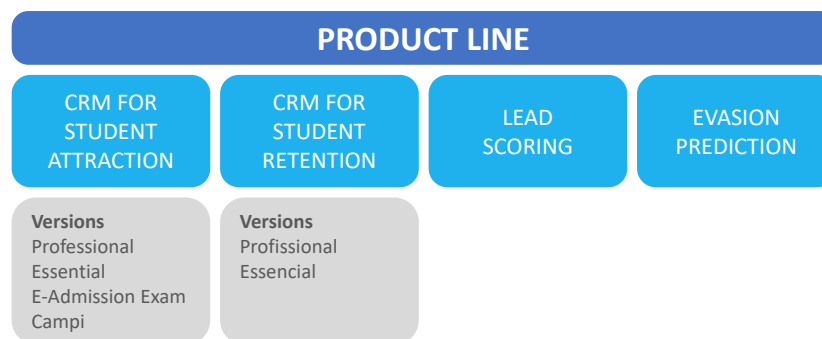 PRODUCT LINE
CRM FOR
STUDENT
ATTRACTION
CRM FOR
STUDENT
RETENTION
LEAD
SCORING
EVASION
PREDICTION
Versions
Professional
Essential
E-Admission Exam
Campi
Versions
Profissional
Essencial